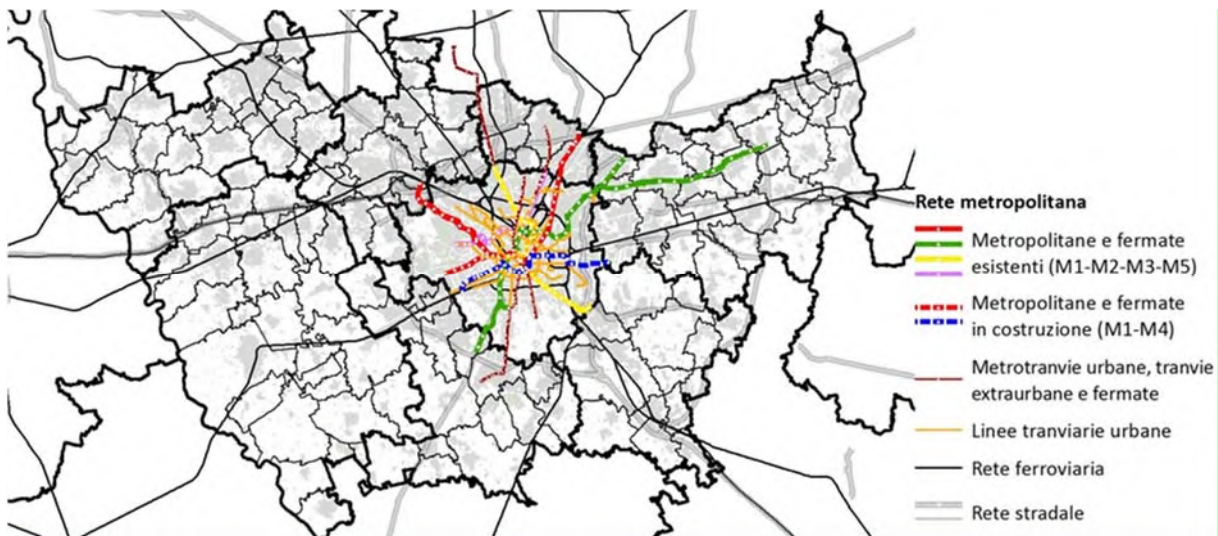 Rete metropolitana
Metropolitane e fermate
esistenti (M1-M2-M3-M5)
Metropolitane e fermate
in costruzione (M1-M4)
Metrotranvie urbane, tranvie
extraurbane e fermate
Linee tranviarie urbane
Rete ferroviaria
Rete stradale